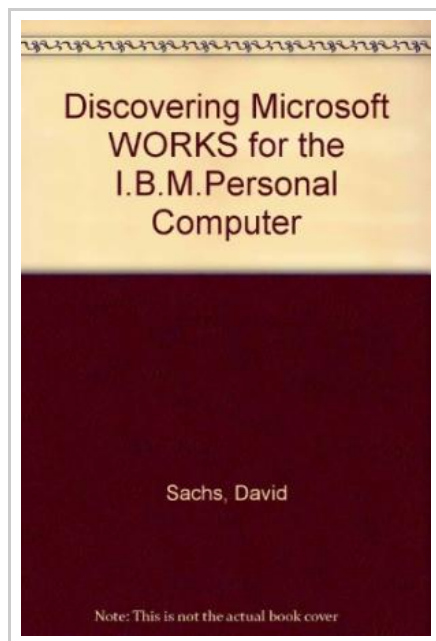 Discovering Microsoft
WORKS for the
I.B.M.Personal
Computer
Sachs, David
Note: This is not the actual book cover